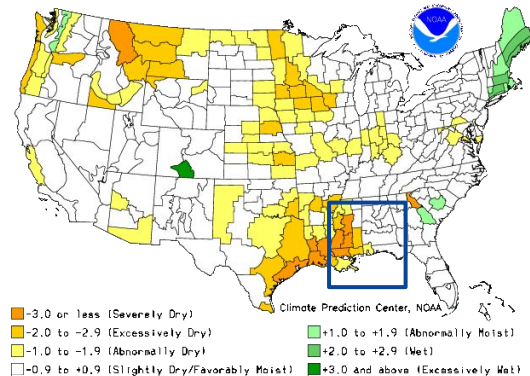 NOAA
Climate Prediction Center, NOAA
-3.0 or less (Severely Dry)
-2.0 to -2.9 (Excessively Dry)
-1.0 to -1.9 (Abnormally Dry)
-0.9 to +0.9 (Slightly Dry/Favorably Moist)
+1.0 to +1.9 (Abnormally Moist)
+2.0 to +2.9 (Wet)
+3.0 and above (Excessively Wet)